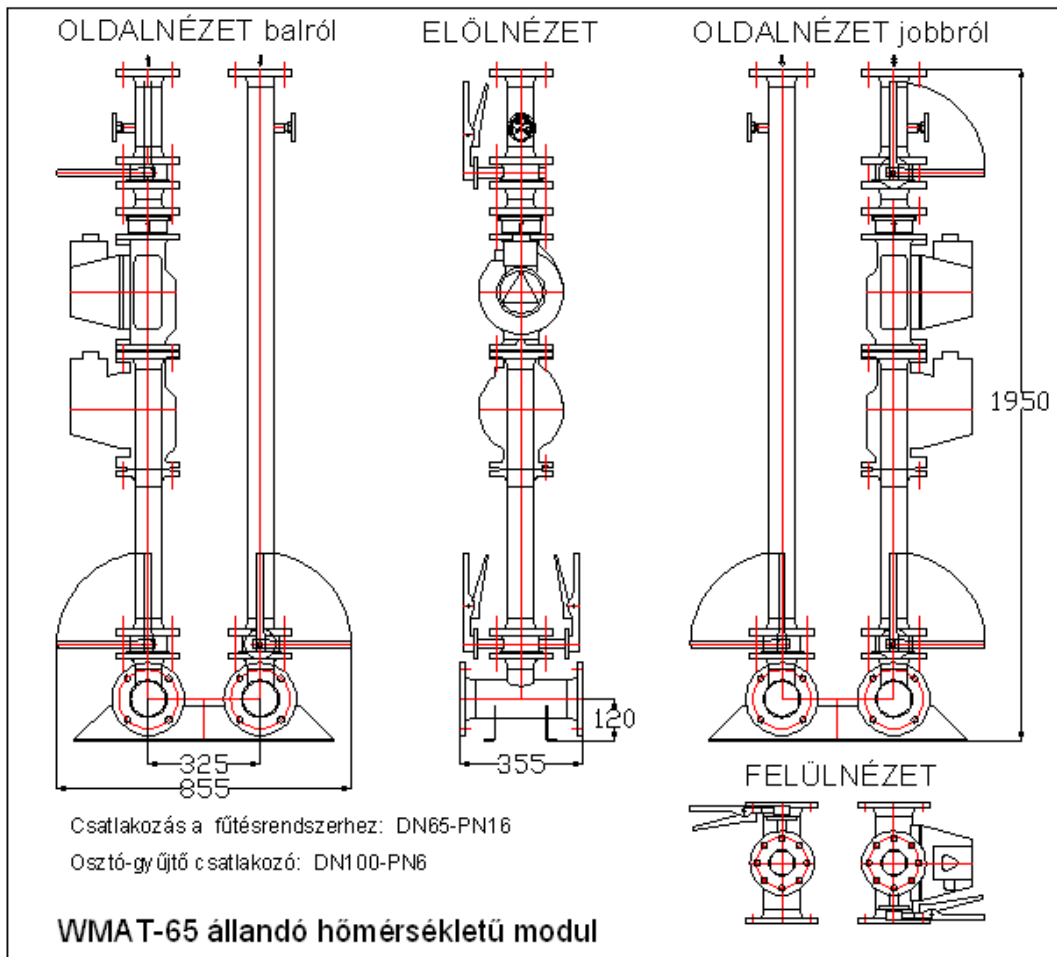 OLDALNÉZET balról
ELÖLNÉZET
OLDALNÉZET jobbról
1950
120
325
355
855
FELÜLNÉZET
Csatlakozás a fűtésrendszerhez: DN65-PN16
Osztó-gyűjtő csatlakozó: DN100-PN6
WMAT-65 állandó hőmérsékletű modul